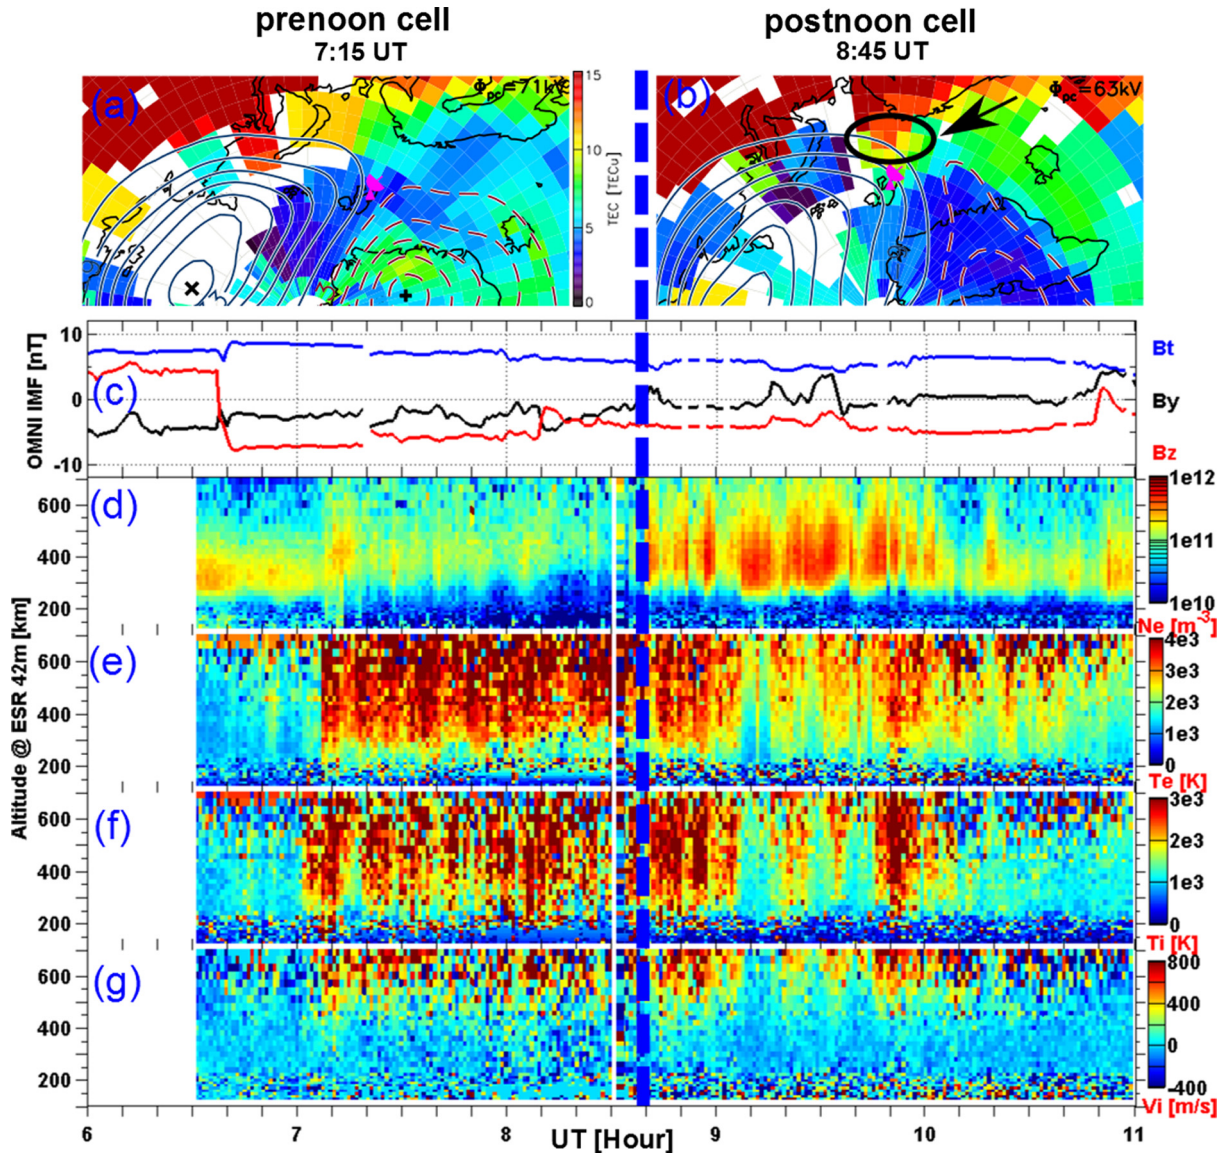 prenoon cell
7:15 UT
postnoon cell
8:45 UT
(a)
Φpc=71kV
15
10
5
0
TEC [TECu]
(b)
Φpc=63kV
10
0
-10
OMNI IMF [nT]
(c)
Bt
By
Bz
(d)
600
400
200
1e12
1e11
1e10
Ne [m-3]
(e)
600
400
200
4e3
3e3
2e3
1e3
0
Te [K]
Altitude @ ESR 42m [km]
(f)
600
400
200
3e3
2e3
1e3
0
Ti [K]
(g)
600
400
200
800
400
0
-400
Vi [m/s]
6 7 8 9 10 11
UT [Hour]